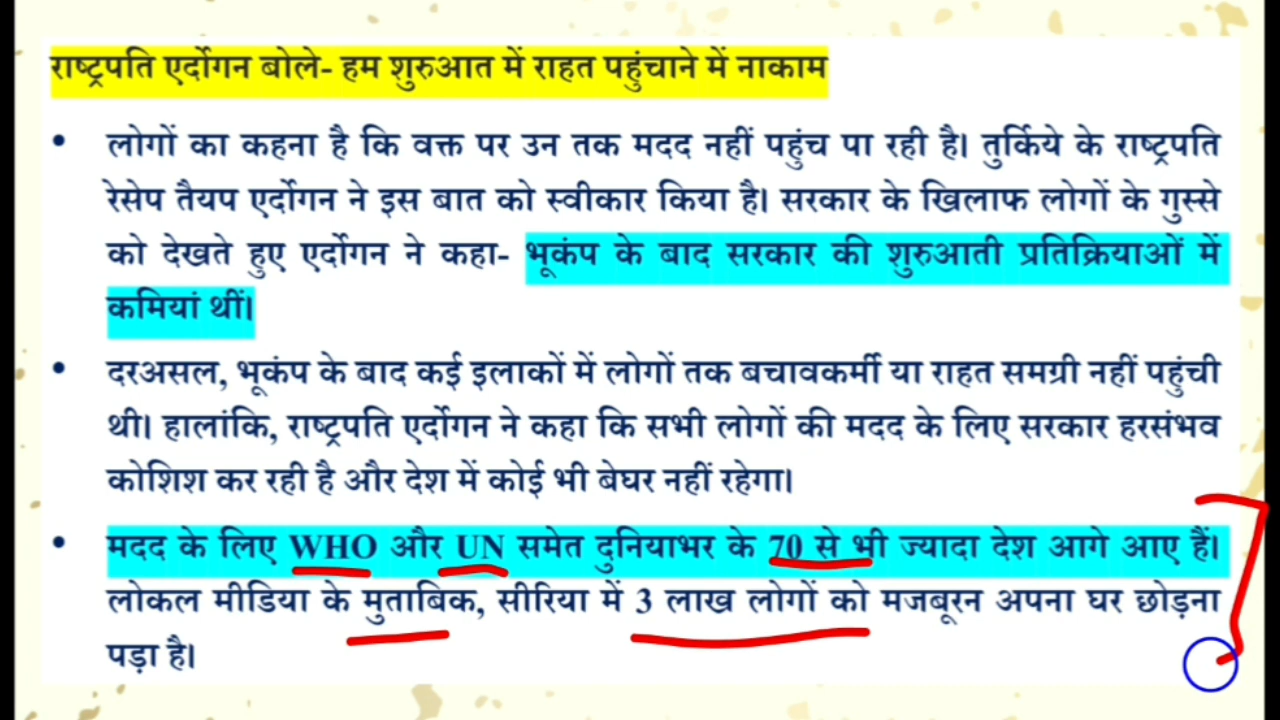 राष्ट्रपति एर्दोगन बोले- हम शुरुआत में राहत पहुंचाने में नाकाम
• लोगों का कहना है कि वक्त पर उन तक मदद नहीं पहुंच पा रही है। तुर्किये के राष्ट्रपति
रेसेप तैयप एर्दोगन ने इस बात को स्वीकार किया है। सरकार के खिलाफ लोगों के गुस्से
को देखते हुए एर्दोगन ने कहा- भूकंप के बाद सरकार की शुरुआती प्रतिक्रियाओं में
कमियां थीं।
• दरअसल, भूकंप के बाद कई इलाकों में लोगों तक बचावकर्मी या राहत समग्री नहीं पहुंची
थी। हालांकि, राष्ट्रपति एर्दोगन ने कहा कि सभी लोगों की मदद के लिए सरकार हरसंभव
कोशिश कर रही है और देश में कोई भी बेघर नहीं रहेगा।
• मदद के लिए WHO और UN समेत दुनियाभर के 70 से भी ज्यादा देश आगे आए हैं।
लोकल मीडिया के मुताबिक, सीरिया में 3 लाख लोगों को मजबूरन अपना घर छोड़ना
पड़ा है।